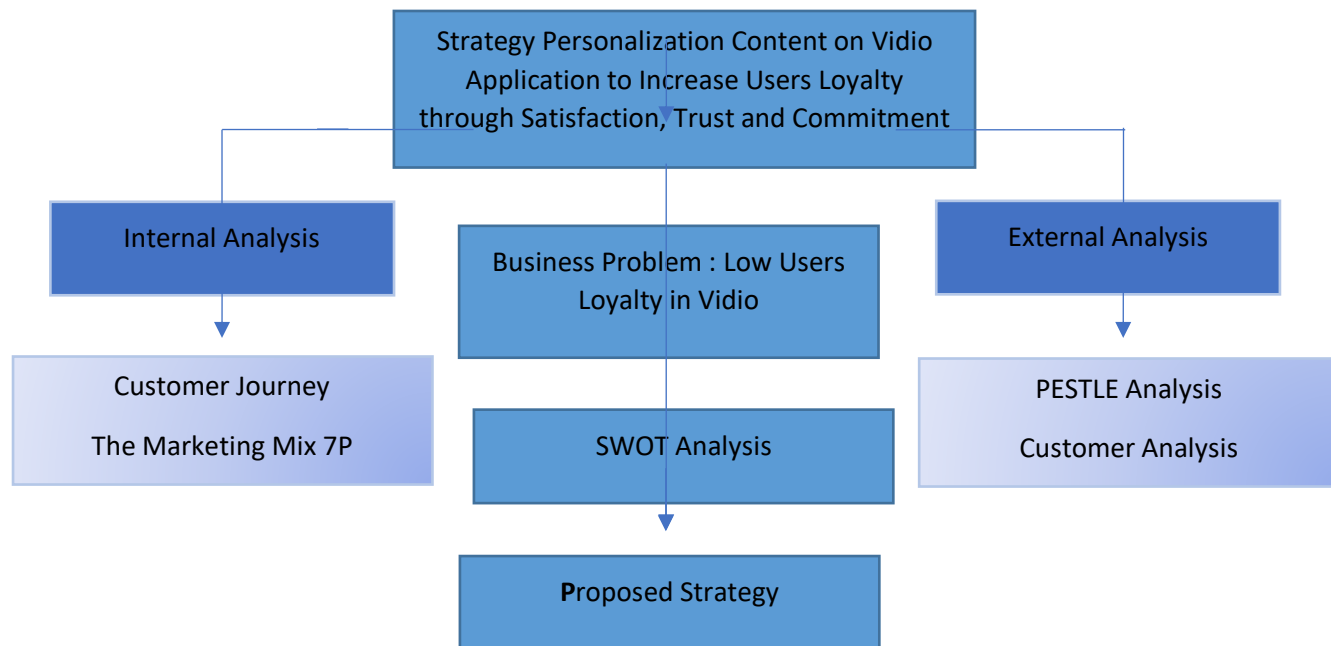 Strategy Personalization Content on Vidio
Application to Increase Users Loyalty
through Satisfaction, Trust and Commitment
Internal Analysis
External Analysis
Business Problem : Low Users
Loyalty in Vidio
Customer Journey
The Marketing Mix 7P
PESTLE Analysis
Customer Analysis
SWOT Analysis
Proposed Strategy